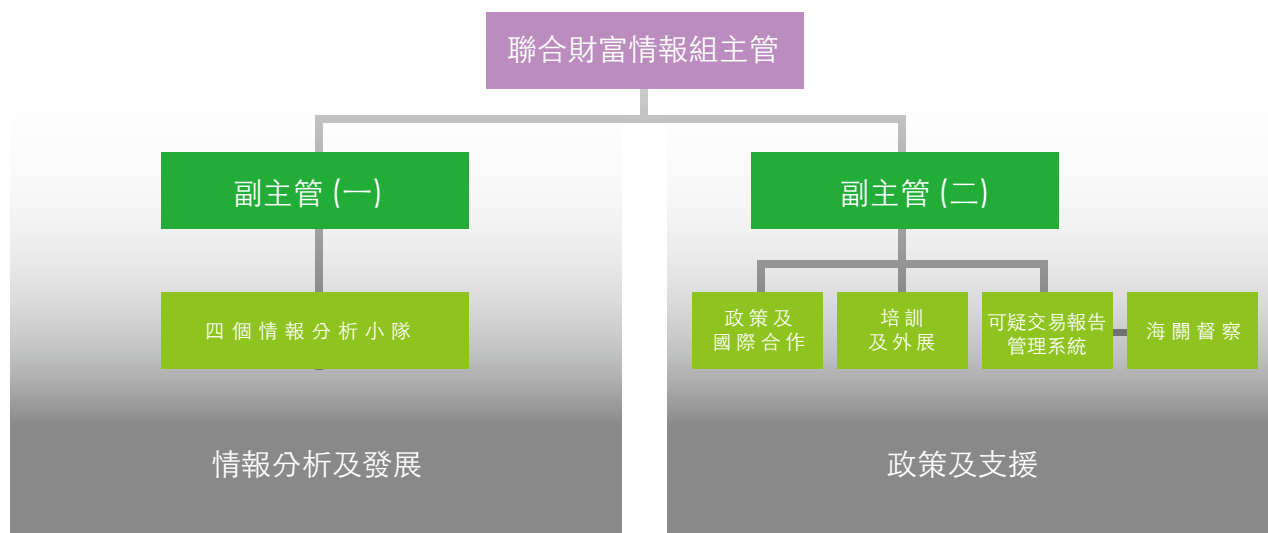 聯合財富情報組主管
副主管 (一)
副主管 (二)
四個情報分析小隊
政策及
國際合作
培訓
及外展
可疑交易報告
管理系統
海關督察
情報分析及發展
政策及支援